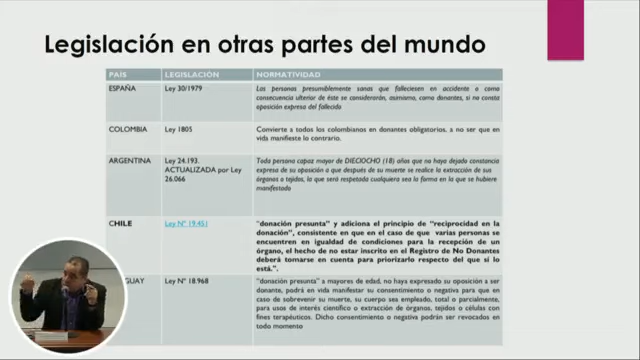 Legislación en otras partes del mundo
PAÍS LEGISLACIÓN NORMATIVIDAD
ESPAÑA Ley 30/1979 Las personas presumiblemente sanas que falleciesen en accidente o como
consecuencia ulterior de éste se considerarán, asimismo, como donantes, si no consta
oposición expresa del fallecido
COLOMBIA Ley 1805 Convierte a todos los colombianos en donantes obligatorios, a no ser que en
vida manifieste lo contrario.
ARGENTINA Ley 24.193. Toda persona capaz mayor de DIECIOCHO (18) años que no haya dejado constancia
ACTUALIZADA por Ley expresa de su oposición a que después de su muerte se realice la extracción de sus
26.066 órganos o tejidos, la que será respetada cualquiera sea la forma en la que se hubiere
manifestado
CHILE Ley N° 19.451 "donación presunta" y adiciona el principio de "reciprocidad en la
donación", consistente en que en el caso de que varias personas se
encuentren en igualdad de condiciones para la recepción de un
órgano, el hecho de no estar inscrito en el Registro de No Donantes
deberá tomarse en cuenta para priorizarlo respecto del que sí lo
está.".
GUAY Ley N° 18.968 "donación presunta" a mayores de edad, no haya expresado su oposición a ser
donante, podrá en vida manifestar su consentimiento o negativa para que en
caso de sobrevenir su muerte, su cuerpo sea empleado, total o parcialmente,
para usos de interés científico o extracción de órganos, tejidos o células con
fines terapéuticos. Dicho consentimiento o negativa podrán ser revocados en
todo momento